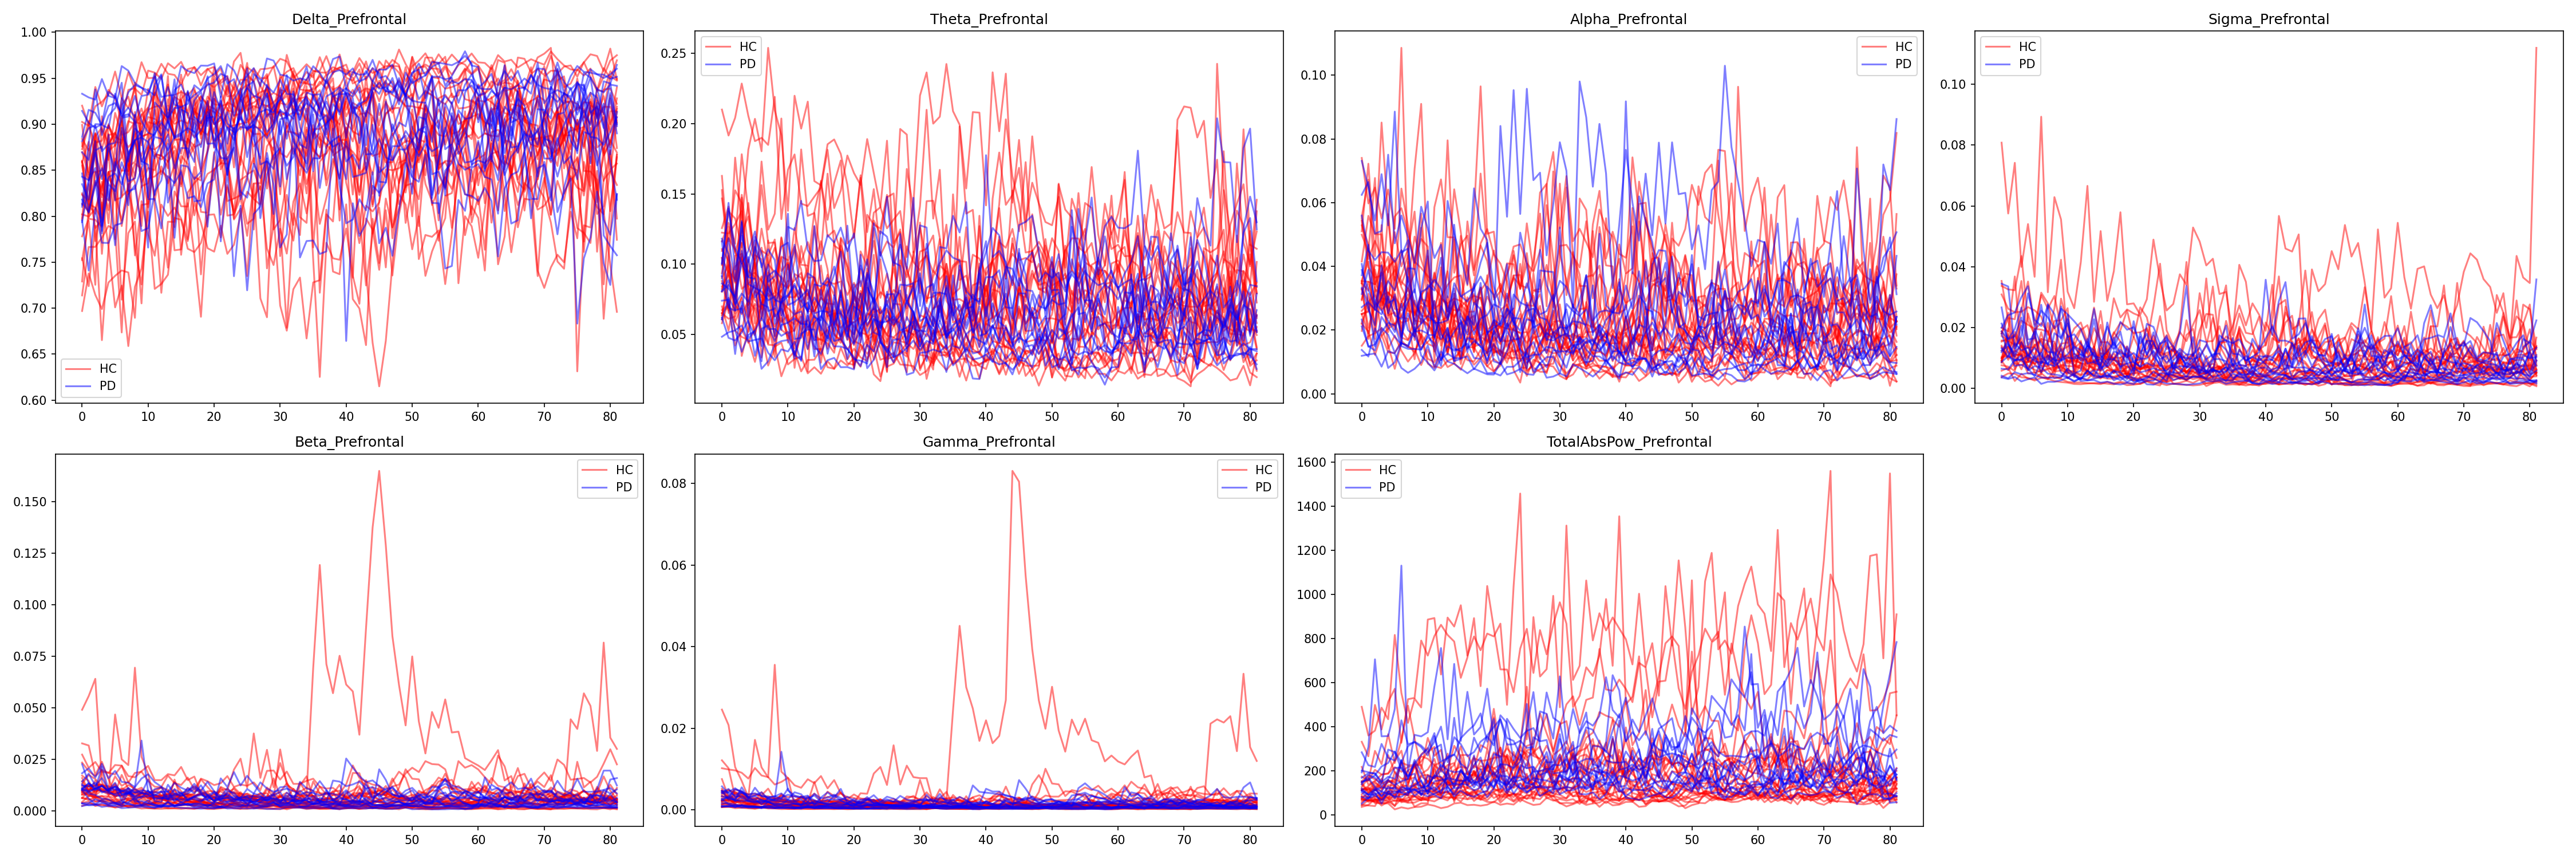 Delta_Prefrontal
1.00
0.95
0.90
0.85
0.80
0.75
0.70
0.65
0.60
HC
PD
0 10 20 30 40 50 60 70 80
Theta_Prefrontal
HC
PD
0.25
0.20
0.15
0.10
0.05
0 10 20 30 40 50 60 70 80
Alpha_Prefrontal
HC
PD
0.10
0.08
0.06
0.04
0.02
0.00
0 10 20 30 40 50 60 70 80
Sigma_Prefrontal
HC
PD
0.10
0.08
0.06
0.04
0.02
0.00
0 10 20 30 40 50 60 70 80
Beta_Prefrontal
HC
PD
0.150
0.125
0.100
0.075
0.050
0.025
0.000
0 10 20 30 40 50 60 70 80
Gamma_Prefrontal
HC
PD
0.08
0.06
0.04
0.02
0.00
0 10 20 30 40 50 60 70 80
TotalAbsPow_Prefrontal
HC
PD
1600
1400
1200
1000
800
600
400
200
0
0 10 20 30 40 50 60 70 80